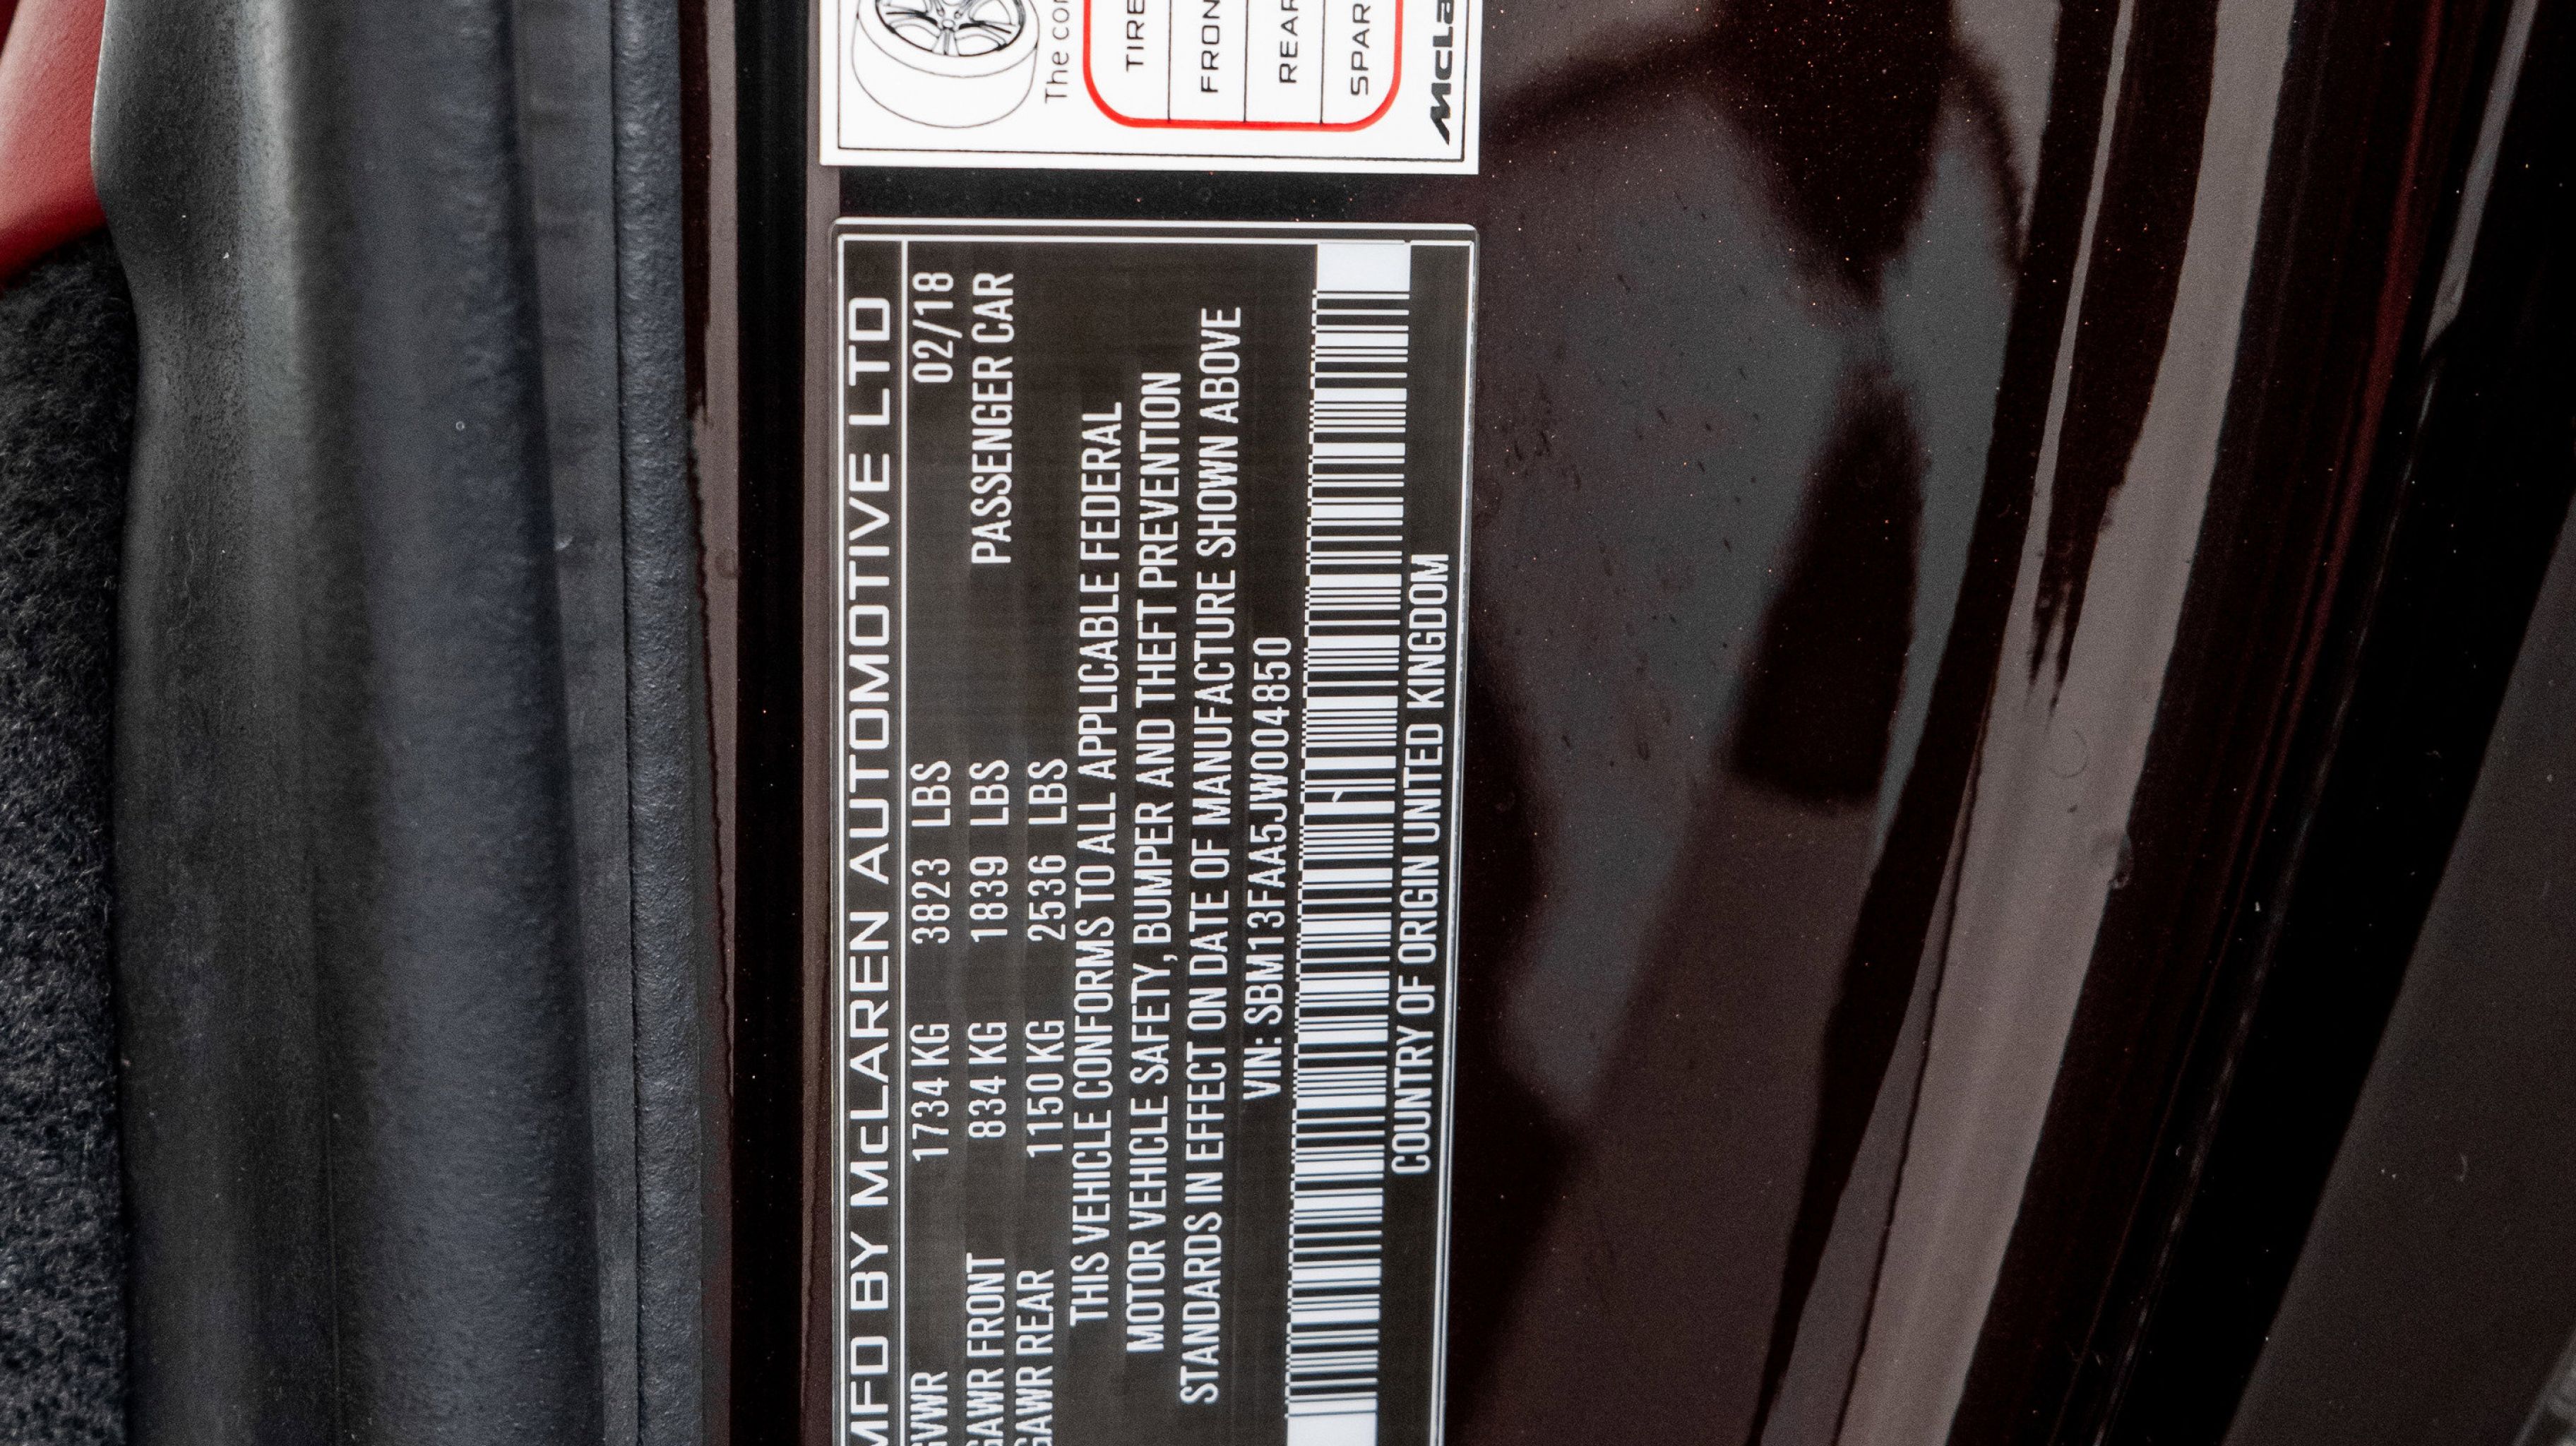 The co
TIRE
FRON
REAR
SPAR
McLa
MFD BY McLAREN AUTOMOTIVE LTD
GVWR 1734 KG 3823 LBS 02/18
GAWR FRONT 834 KG 1839 LBS PASSENGER CAR
GAWR REAR 1150 KG 2536 LBS
THIS VEHICLE CONFORMS TO ALL APPLICABLE FEDERAL
MOTOR VEHICLE SAFETY, BUMPER AND THEFT PREVENTION
STANDARDS IN EFFECT ON DATE OF MANUFACTURE SHOWN ABOVE
VIN: SBM13FAA5JW004850
COUNTRY OF ORIGIN UNITED KINGDOM